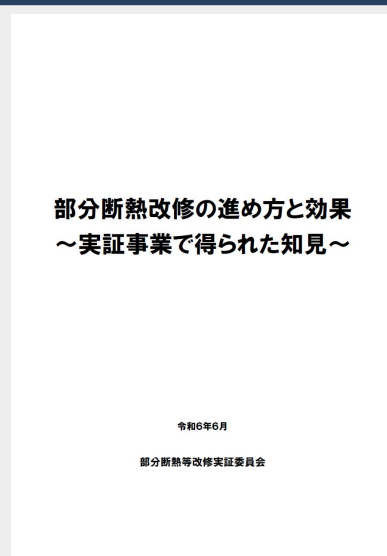 部分断熱改修の進め方と効果
～実証事業で得られた知見～
令和6年6月
部分断熱等改修実証委員会